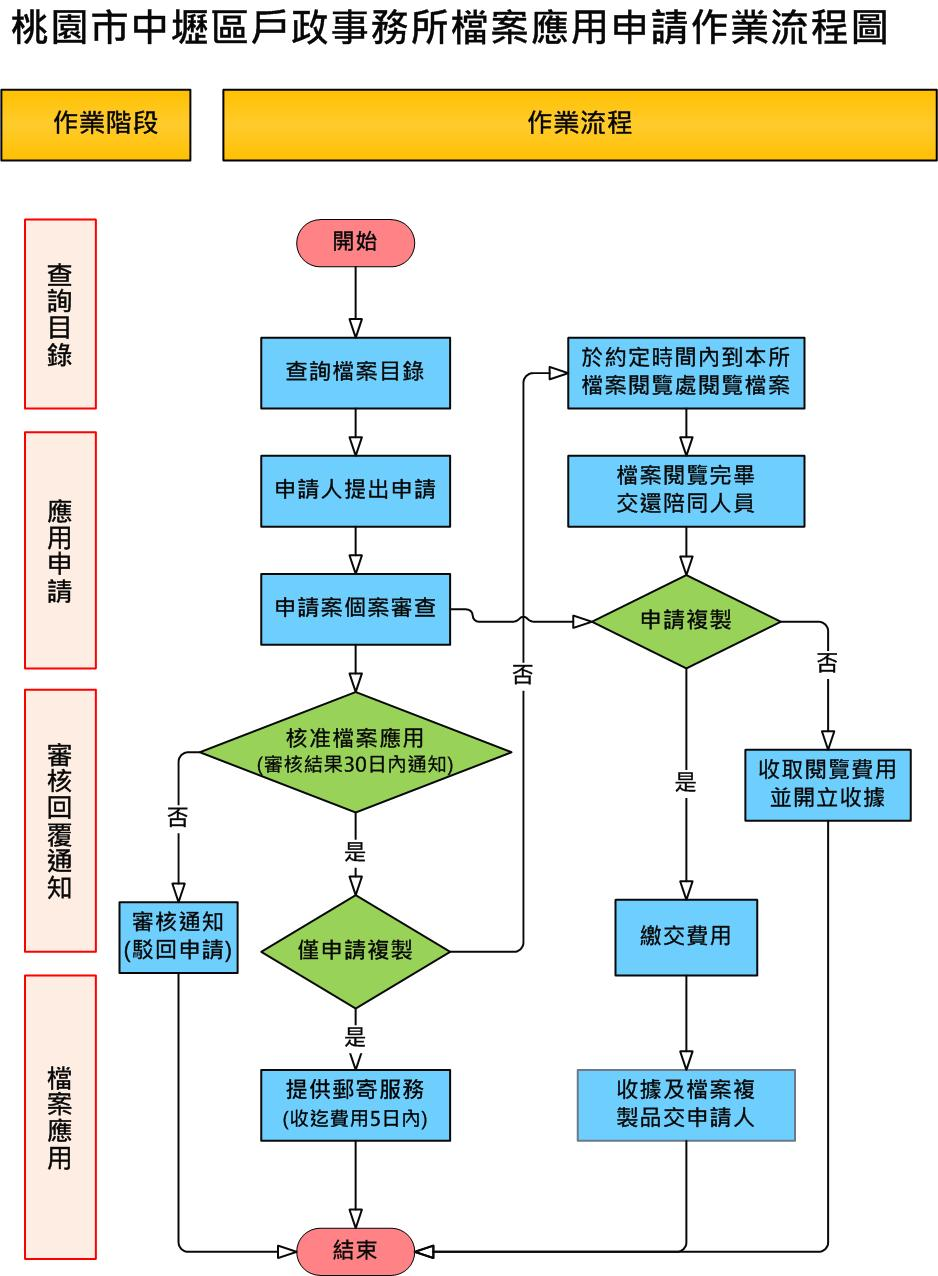 桃園市中壢區戶政事務所檔案應用申請作業流程圖
作業階段
作業流程
查詢目錄
應用申請
審核回覆通知
檔案應用
開始
查詢檔案目錄
申請人提出申請
申請案個案審查
核准檔案應用
(審核結果30日內通知)
否
審核通知
(駁回申請)
是
僅申請複製
是
提供郵寄服務
(收迄費用5日內)
結束
否
於約定時間內到本所
檔案閱覽處閱覽檔案
檔案閱覽完畢
交還陪同人員
申請複製
否
收取閱覽費用
並開立收據
是
繳交費用
收據及檔案複
製品交申請人